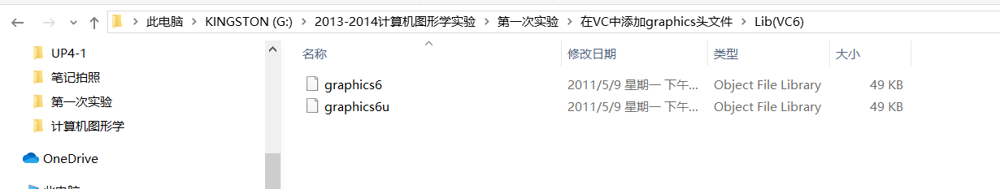 此电脑 > KINGSTON (G:) > 2013-2014计算机图形学实验 > 第一次实验 > 在VC中添加graphics头文件 > Lib(VC6)
UP4-1
笔记拍照
第一次实验
计算机图形学
OneDrive
此电脑
名称 修改日期 类型 大小
graphics6 2011/5/9 星期一 下午... Object File Library 49 KB
graphics6u 2011/5/9 星期一 下午... Object File Library 49 KB